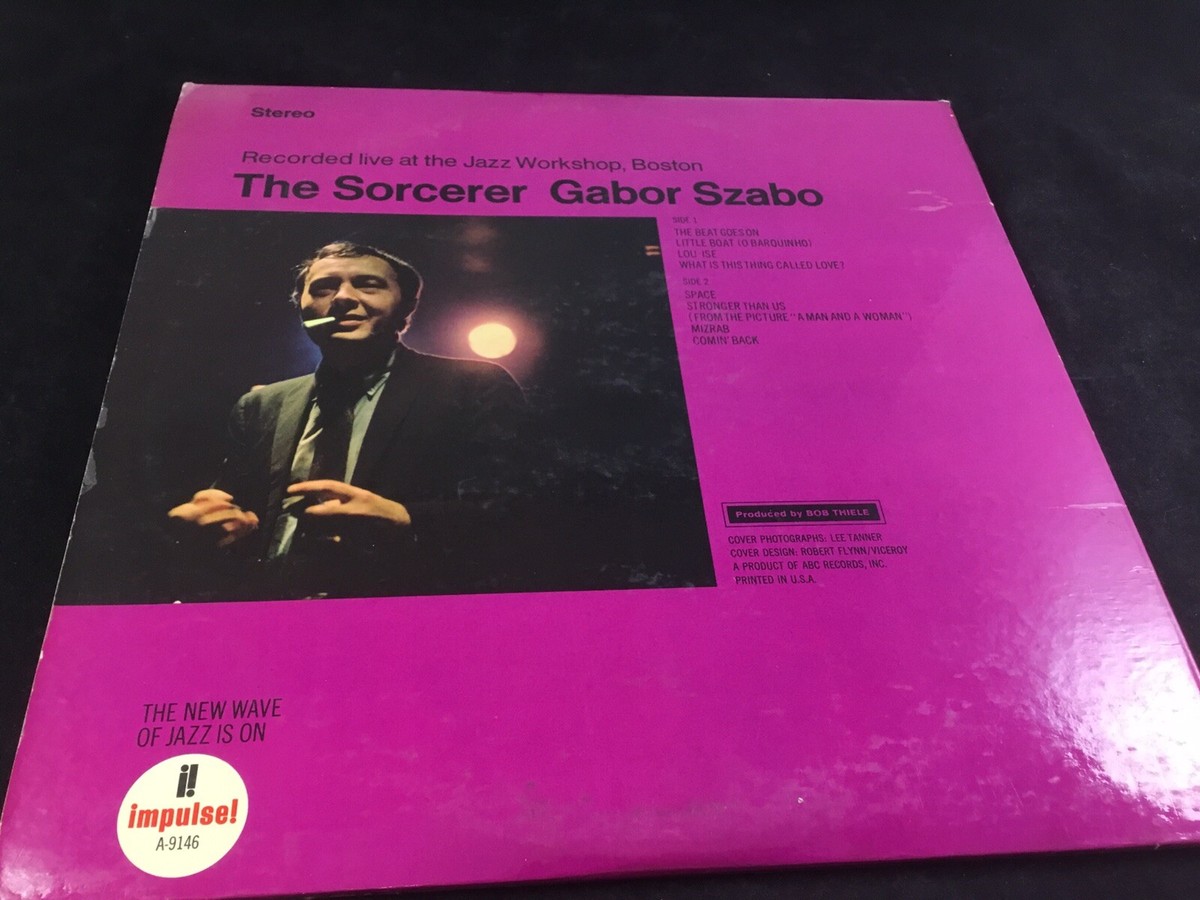 Stereo
Recorded live at the Jazz Workshop, Boston
The Sorcerer Gabor Szabo
SIDE 1
THE BEAT GOES ON
LITTLE BOAT (O BARQUINHO)
LOU-ISE
WHAT IS THIS THING CALLED LOVE?
SIDE 2
SPACE
STRONGER THAN US
(FROM THE PICTURE "A MAN AND A WOMAN")
MIZRAB
COMIN' BACK
Produced by BOB THIELE
COVER PHOTOGRAPHS: LEE TANNER
COVER DESIGN: ROBERT FLYNN/VICEROY
A PRODUCT OF ABC RECORDS, INC.
PRINTED IN U.S.A.
THE NEW WAVE
OF JAZZ IS ON
i!
impulse!
A-9146